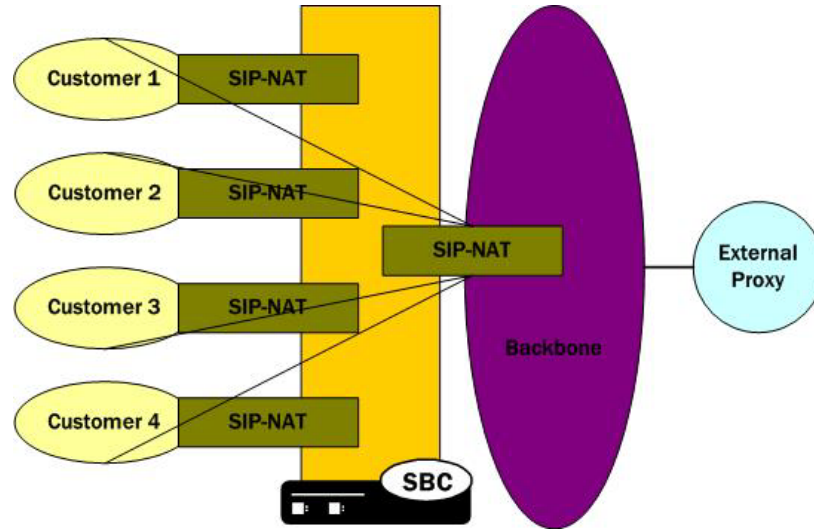 Customer 1
SIP-NAT
Customer 2
SIP-NAT
SIP-NAT
External
Proxy
Customer 3
SIP-NAT
Backbone
Customer 4
SIP-NAT
SBC